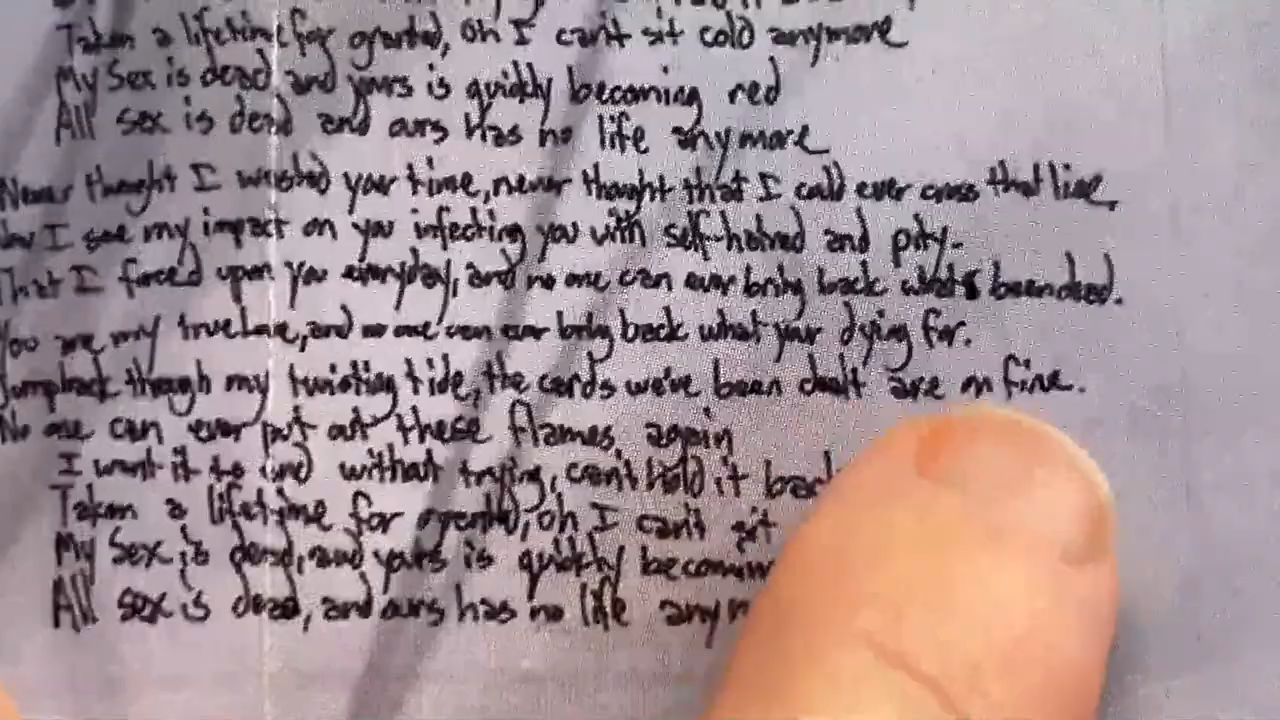 Taken a lifetime for granted, oh I can't sit cold anymore
My Sex is dead and yours is quickly becoming red
All sex is dead and ours has no life anymore
Never thought I wasted your time, never thought that I could ever cross that line,
I see my impact on you infecting you with self-hatred and pity.
That I forced upon you everyday, and no one can ever bring back what's been dead.
You are my true love, and no one can ever bring back what your dying for.
though my twisting tide, the cards we've been dealt are on fire.
No one can ever put out these flames again
I want it to end without trying, can't hold it back
Taken a lifetime for granted, oh I can't sit
My Sex is dead, and yours is quickly
All sex is dead, and ours has no life